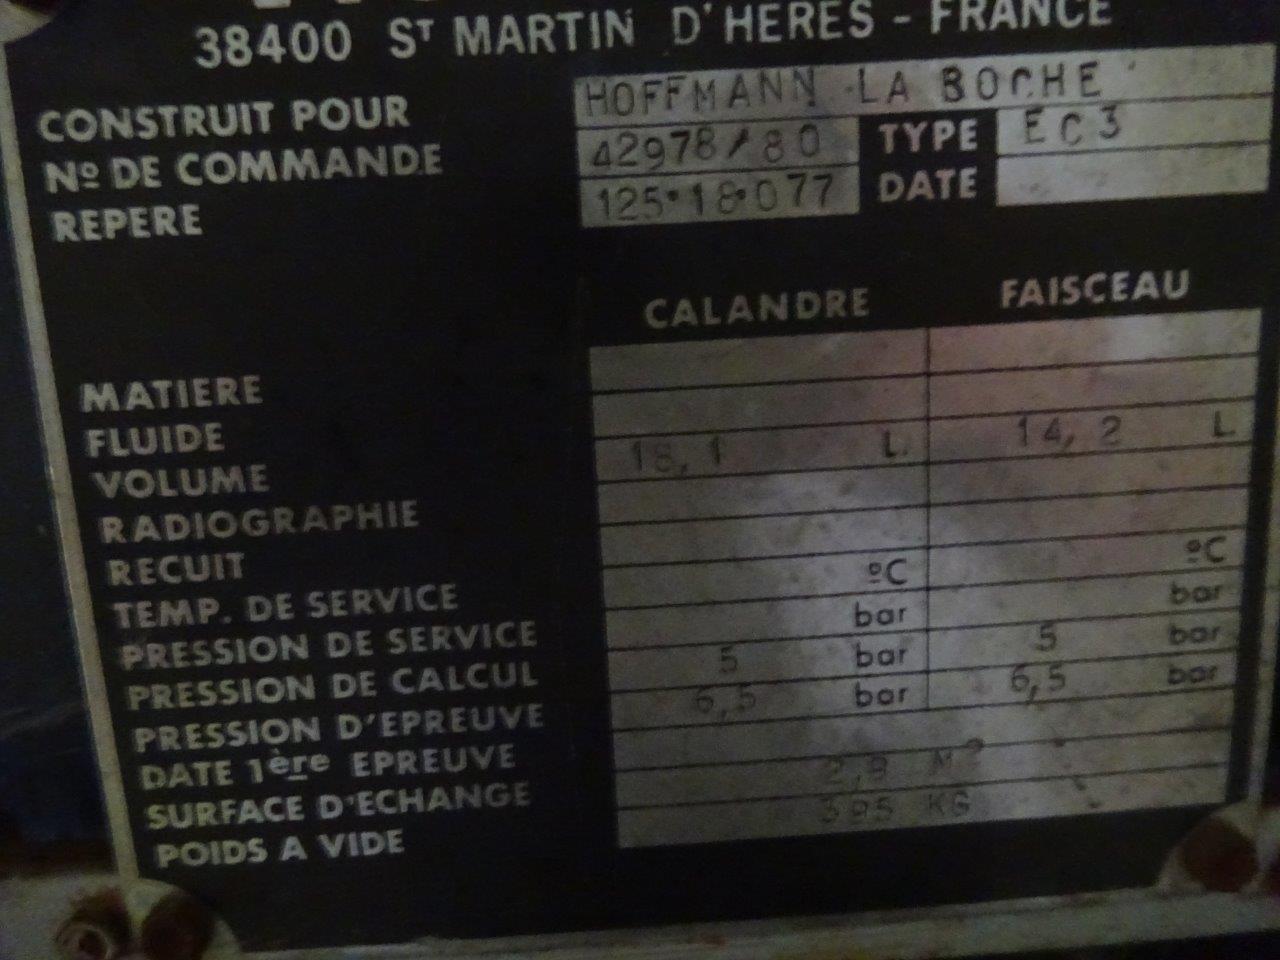 38400 ST MARTIN D'HERES - FRANCE
CONSTRUIT POUR HOFFMANN - LA ROCHE
Nº DE COMMANDE 42978/80 TYPE EC3
REPERE 125.18.077 DATE
CALANDRE FAISCEAU
MATIERE
FLUIDE
VOLUME 18,1 L. 14,2 L
RADIOGRAPHIE
RECUIT
TEMP. DE SERVICE ºC ºC
PRESSION DE SERVICE bar bar
PRESSION DE CALCUL 5 bar 5 bar
PRESSION D'EPREUVE 6,5 bar 6,5 bar
DATE 1ère EPREUVE
SURFACE D'ECHANGE 2,9 M²
POIDS A VIDE 395 KG